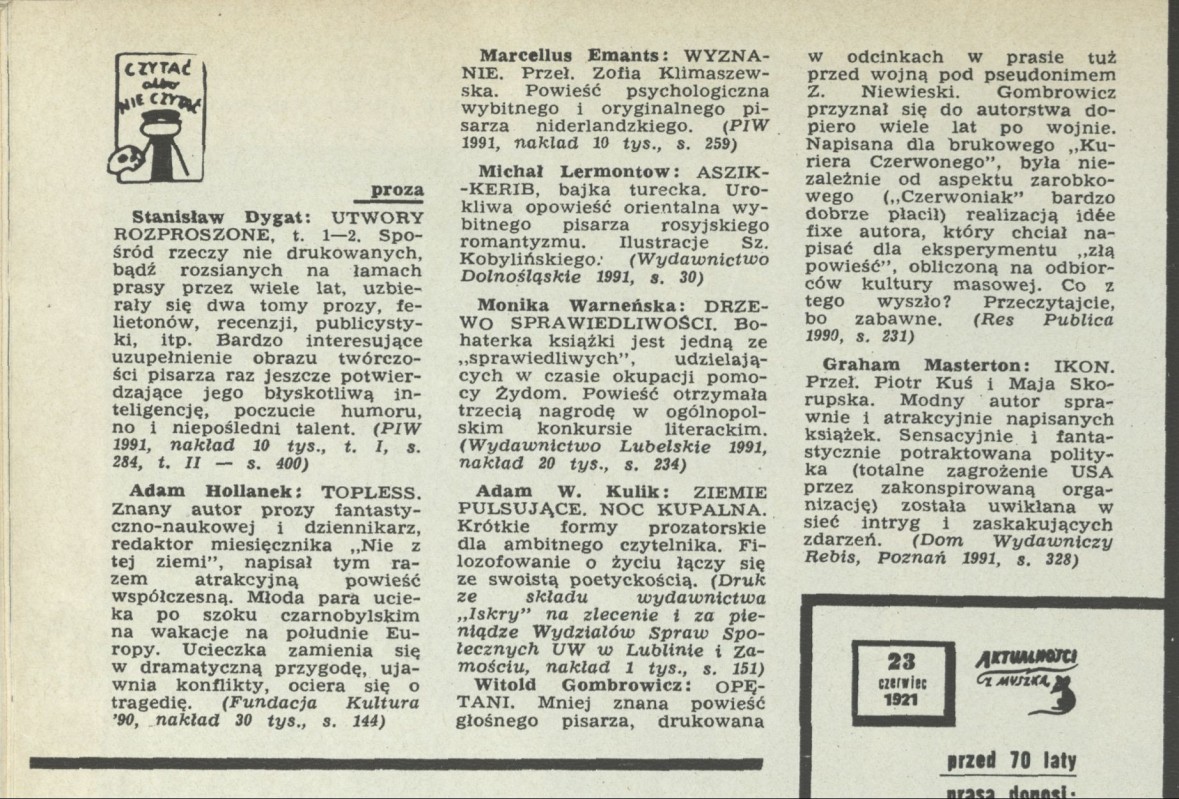 CZYTAĆ
albo
NIE CZYTAĆ
proza
Stanisław Dygat: UTWORY
ROZPROSZONE, t. 1—2. Spo-
śród rzeczy nie drukowanych,
bądź rozsianych na łamach
prasy przez wiele lat, uzbie-
rały się dwa tomy prozy, fe-
lietonów, recenzji, publicysty-
ki, itp. Bardzo interesujące
uzupełnienie obrazu twórczo-
ści pisarza raz jeszcze potwier-
dzające jego błyskotliwą in-
teligencję, poczucie humoru,
no i niepośledni talent. (PIW
1991, nakład 10 tys., t. I, s.
284, t. II — s. 400)
Adam Hollanek: TOPLESS.
Znany autor prozy fantasty-
czno-naukowej i dziennikarz,
redaktor miesięcznika „Nie z
tej ziemi”, napisał tym ra-
zem atrakcyjną powieść
współczesną. Młoda para ucie-
ka po szoku czarnobylskim
na wakacje na południe Eu-
ropy. Ucieczka zamienia się
w dramatyczną przygodę, uja-
wnia konflikty, ociera się o
tragedię. (Fundacja Kultura
’90, nakład 30 tys., s. 144)
Marcellus Emants: WYZNA-
NIE. Przeł. Zofia Klimaszew-
ska. Powieść psychologiczna
wybitnego i oryginalnego pi-
sarza niderlandzkiego. (PIW
1991, nakład 10 tys., s. 259)
Michał Lermontow: ASZIK-
-KERIB, bajka turecka. Uro-
kliwa opowieść orientalna wy-
bitnego pisarza rosyjskiego
romantyzmu. Ilustracje Sz.
Kobylińskiego. (Wydawnictwo
Dolnośląskie 1991, s. 30)
Monika Warneńska: DRZE-
WO SPRAWIEDLIWOŚCI. Bo-
haterka książki jest jedną ze
„sprawiedliwych”, udzielają-
cych w czasie okupacji pomo-
cy Żydom. Powieść otrzymała
trzecią nagrodę w ogólnopol-
skim konkursie literackim.
(Wydawnictwo Lubelskie 1991,
nakład 20 tys., s. 234)
Adam W. Kulik: ZIEMIE
PULSUJĄCE. NOC KUPALNA.
Krótkie formy prozatorskie
dla ambitnego czytelnika. Fi-
lozofowanie o życiu łączy się
ze swoistą poetyckością. (Druk
ze składu wydawnictwa
„Iskry” na zlecenie i za pie-
niądze Wydziałów Spraw Spo-
łecznych UW w Lublinie i Za-
mościu, nakład 1 tys., s. 151)
Witold Gombrowicz: OPĘ-
TANI. Mniej znana powieść
głośnego pisarza, drukowana
w odcinkach w prasie tuż
przed wojną pod pseudonimem
Z. Niewieski. Gombrowicz
przyznał się do autorstwa do-
piero wiele lat po wojnie.
Napisana dla brukowego „Ku-
riera Czerwonego”, była nie-
zależnie od aspektu zarobko-
wego („Czerwoniak” bardzo
dobrze płacił) realizacją idée
fixe autora, który chciał na-
pisać dla eksperymentu „złą
powieść”, obliczoną na odbior-
ców kultury masowej. Co z
tego wyszło? Przeczytajcie,
bo zabawne. (Res Publica
1990, s. 231)
Graham Masterton: IKON.
Przeł. Piotr Kuś i Maja Sko-
rupska. Modny autor spra-
wnie i atrakcyjnie napisanych
książek. Sensacyjnie i fanta-
stycznie potraktowana polity-
ka (totalne zagrożenie USA
przez zakonspirowaną orga-
nizację) została uwikłana w
sieć intryg i zaskakujących
zdarzeń. (Dom Wydawniczy
Rebis, Poznań 1991, s. 328)
23
czerwiec
1921
AKTUALNOŚCI
Z MYSZKĄ
przed 70 laty
prasa donosi: